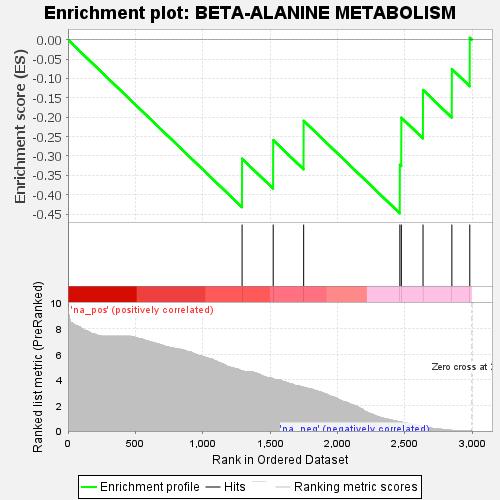 Enrichment plot: BETA-ALANINE METABOLISM
Enrichment score (ES)
0.00
-0.05
-0.10
-0.15
-0.20
-0.25
-0.30
-0.35
-0.40
-0.45
'na_pos' (positively correlated)
Ranked list metric (PreRanked)
10
8
6
4
2
0
Zero cross at
'na_neg' (negatively correlated)
0 500 1,000 1,500 2,000 2,500 3,000
Rank in Ordered Dataset
Enrichment profile Hits Ranking metric scores